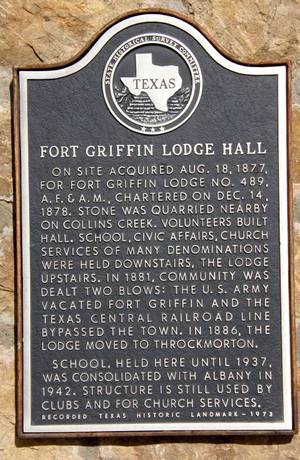 STATE HISTORICAL SURVEY COMMITTEE
TEXAS
FORT GRIFFIN LODGE HALL
ON SITE ACQUIRED AUG. 18, 1877,
FOR FORT GRIFFIN LODGE NO. 489,
A. F. & A. M., CHARTERED ON DEC. 14,
1878. STONE WAS QUARRIED NEARBY
ON COLLINS CREEK. VOLUNTEERS BUILT
HALL. SCHOOL, CIVIC AFFAIRS, CHURCH
SERVICES OF MANY DENOMINATIONS
WERE HELD DOWNSTAIRS, THE LODGE
UPSTAIRS. IN 1881, COMMUNITY WAS
DEALT TWO BLOWS: THE U. S. ARMY
VACATED FORT GRIFFIN AND THE
TEXAS CENTRAL RAILROAD LINE
BYPASSED THE TOWN. IN 1886, THE
LODGE MOVED TO THROCKMORTON.
SCHOOL, HELD HERE UNTIL 1937,
WAS CONSOLIDATED WITH ALBANY IN
1942. STRUCTURE IS STILL USED BY
CLUBS AND FOR CHURCH SERVICES.
RECORDED TEXAS HISTORIC LANDMARK - 1973